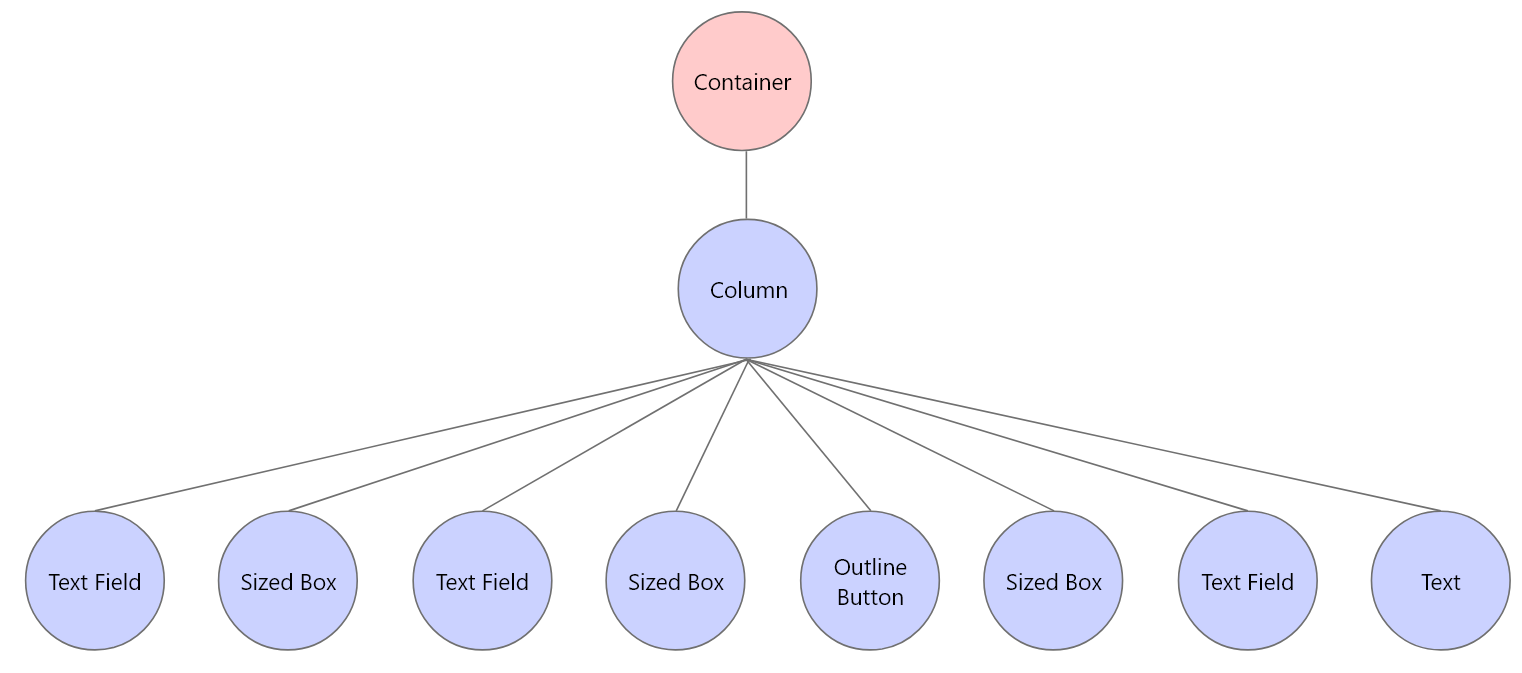 Container
Column
Text Field
Sized Box
Text Field
Sized Box
Outline
Button
Sized Box
Text Field
Text